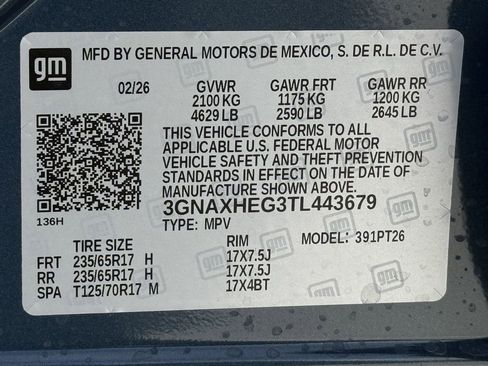 gm
MFD BY GENERAL MOTORS DE MEXICO, S. DE R.L. DE C.V.
02/26 GVWR GAWR FRT GAWR RR
2100 KG 1175 KG 1200 KG
4629 LB 2590 LB 2645 LB
THIS VEHICLE CONFORMS TO ALL
APPLICABLE U.S. FEDERAL MOTOR
VEHICLE SAFETY AND THEFT PREVENTION
STANDARDS IN EFFECT ON THE DATE OF
MANUFACTURE SHOWN ABOVE.
136H
3GNAXHEG3TL443679
TYPE: MPV
TIRE SIZE RIM MODEL: 391PT26
FRT 235/65R17 H 17X7.5J
RR 235/65R17 H 17X7.5J
SPA T125/70R17 M 17X4BT